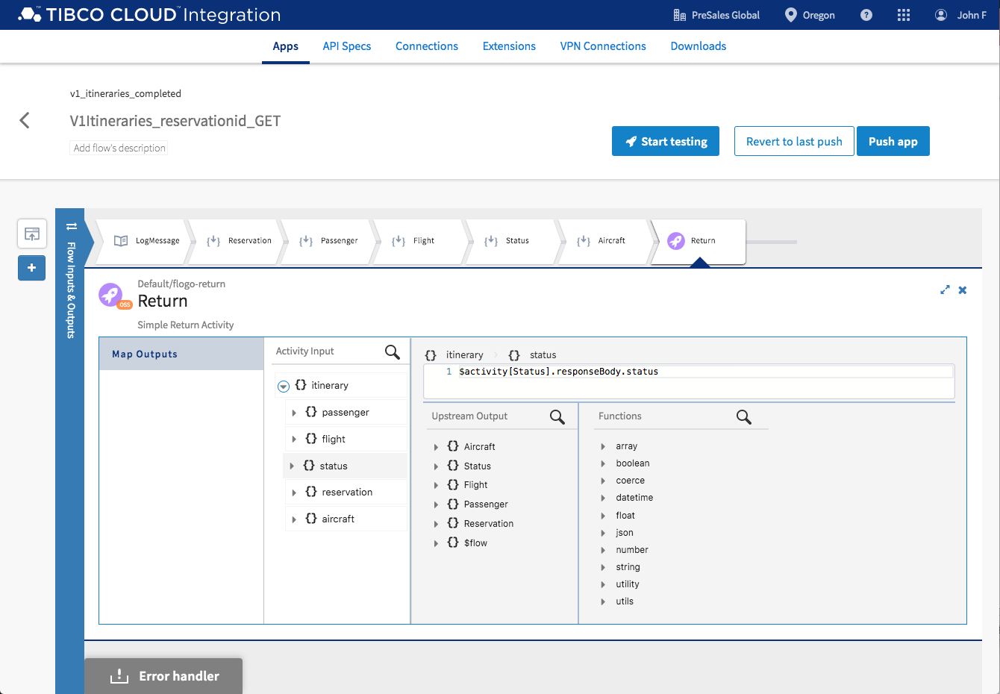 TIBCO CLOUD™ Integration
PreSales Global
Oregon
?
John F
Apps
API Specs
Connections
Extensions
VPN Connections
Downloads
v1_itineraries_completed
V1Itineraries_reservationid_GET
Add flow's description
Start testing
Revert to last push
Push app
Flow Inputs & Outputs
LogMessage
Reservation
Passenger
Flight
Status
Aircraft
Return
Default/flogo-return
OSS
Return
Simple Return Activity
Map Outputs
Activity Input
{} itinerary
{} passenger
{} flight
{} status
{} reservation
{} aircraft
{} itinerary > {} status
1 $activity[Status].responseBody.status
Upstream Output
{} Aircraft
{} Status
{} Flight
{} Passenger
{} Reservation
{} $flow
Functions
array
boolean
coerce
datetime
float
json
number
string
utility
utils
Error handler